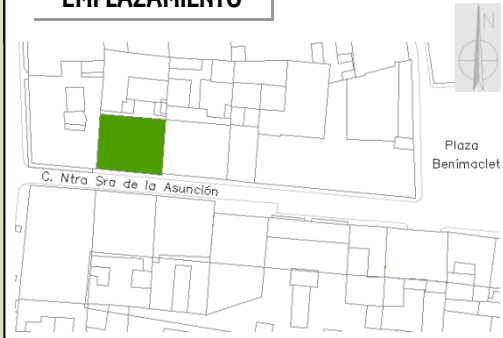 EMPLAZAMIENTO
N
Plaza
Benimaclet
C. Ntra Sra de la Asunción